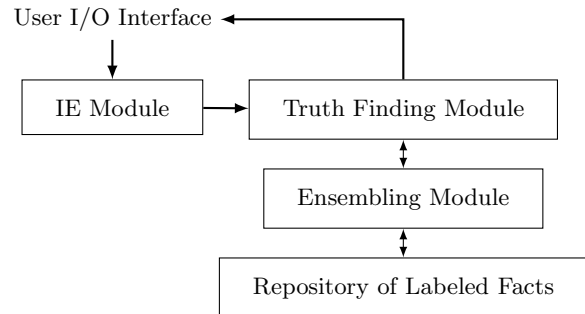 User I/O Interface
IE Module
Truth Finding Module
Ensembling Module
Repository of Labeled Facts